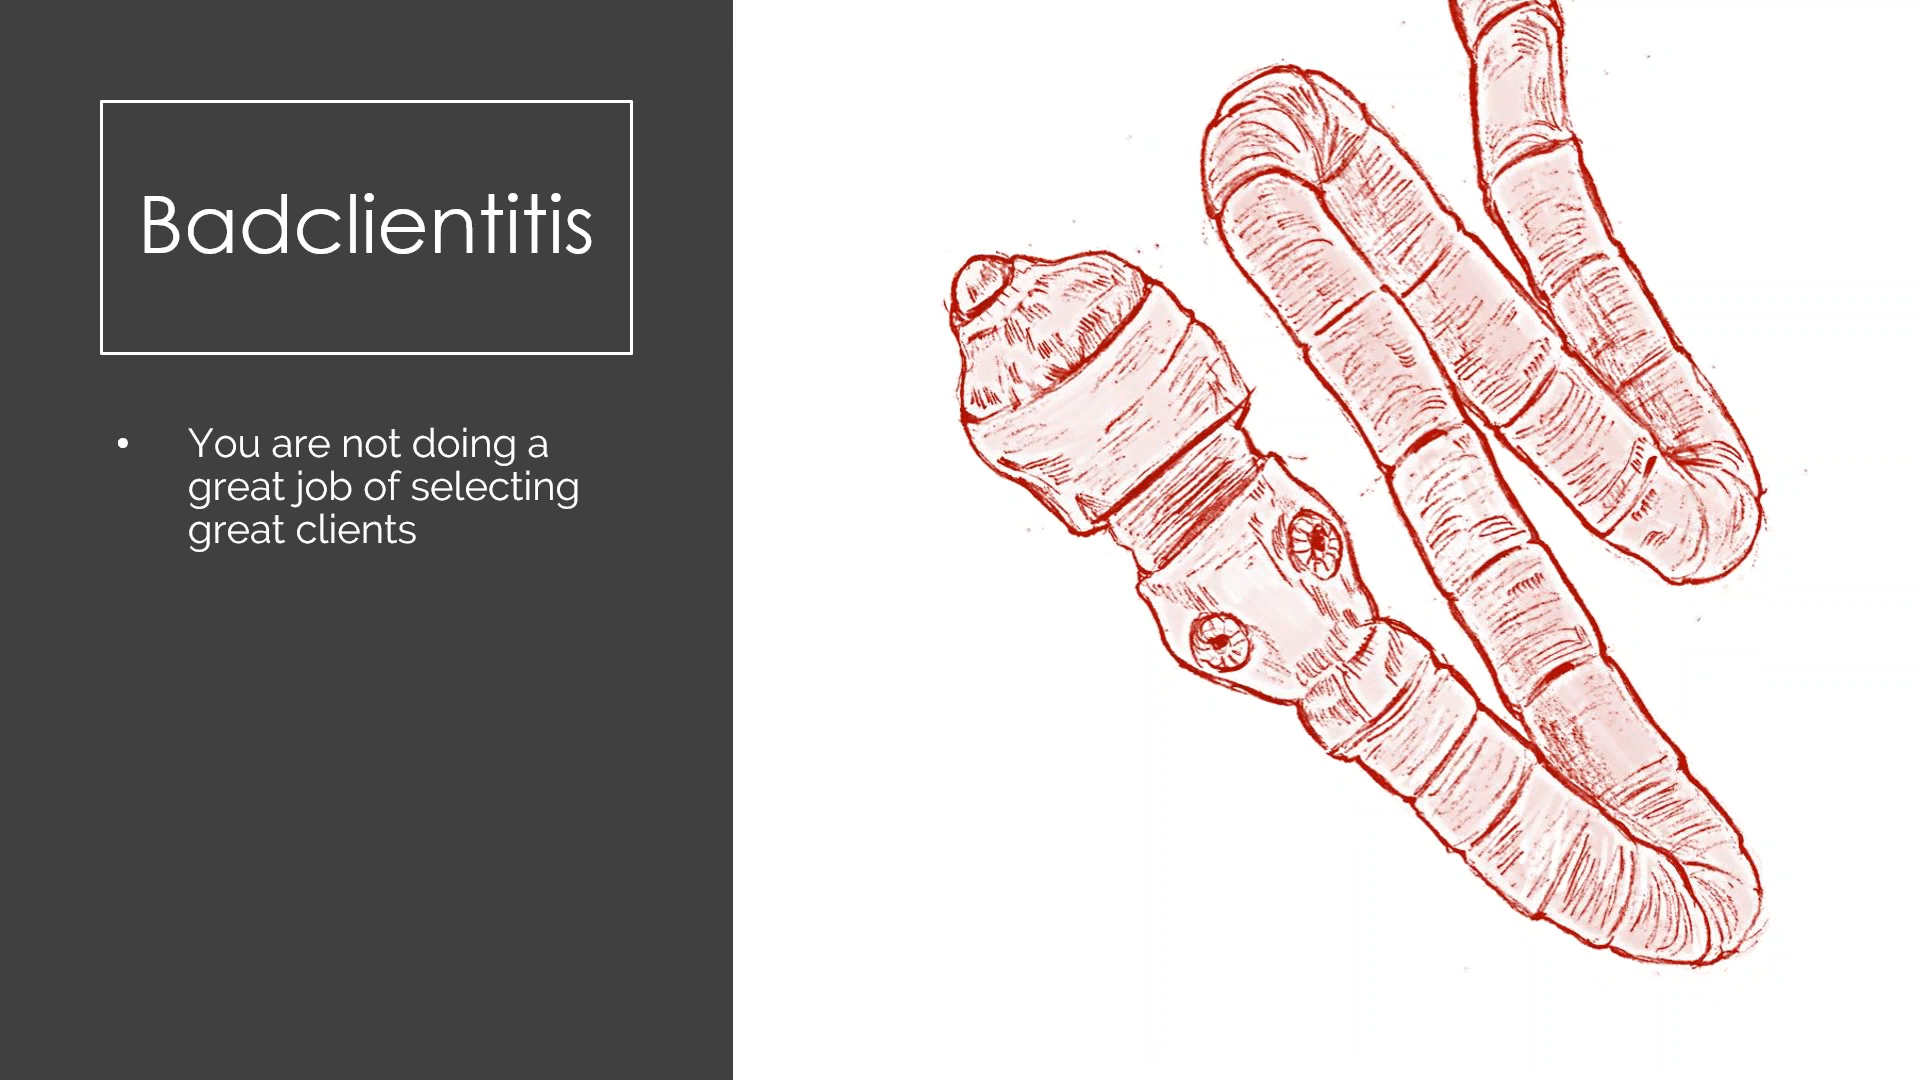 Badclientitis
• You are not doing a
great job of selecting
great clients